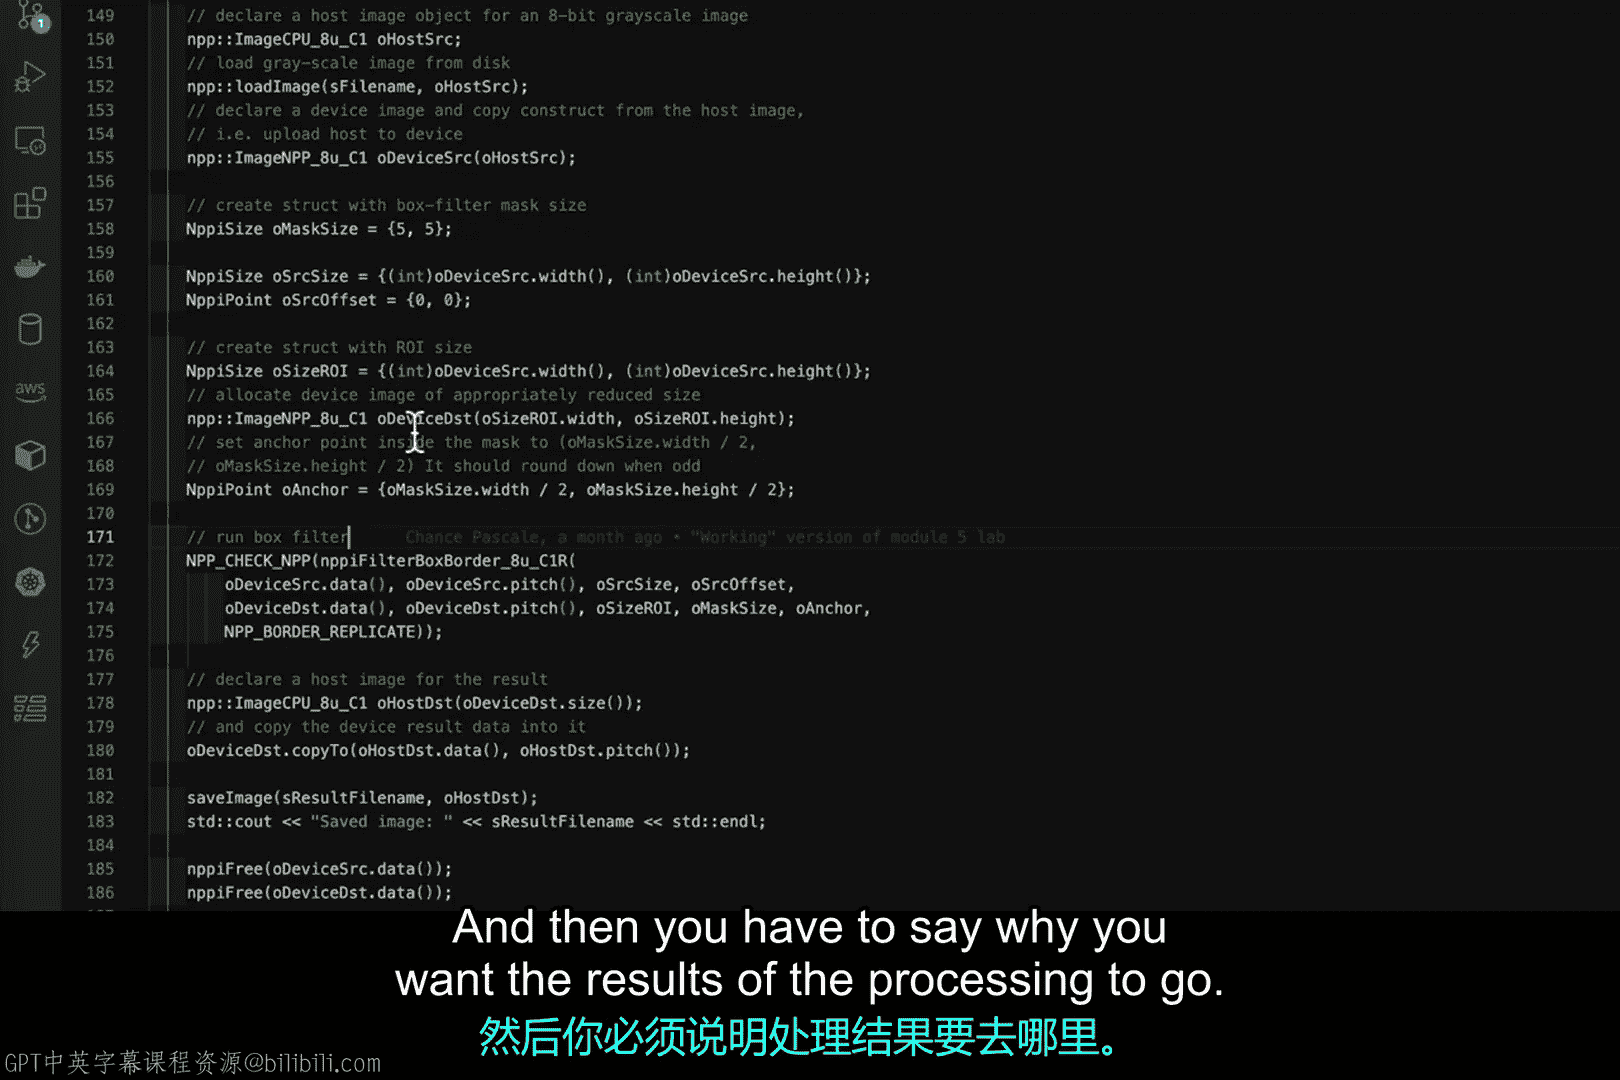 1
149 // declare a host image object for an 8-bit grayscale image
150 npp::ImageCPU_8u_C1 oHostSrc;
151 // load gray-scale image from disk
152 npp::loadImage(sFilename, oHostSrc);
153 // declare a device image and copy construct from the host image,
154 // i.e. upload host to device
155 npp::ImageNPP_8u_C1 oDeviceSrc(oHostSrc);
156
157 // create struct with box-filter mask size
158 NppiSize oMaskSize = {5, 5};
159
160 NppiSize oSrcSize = {(int)oDeviceSrc.width(), (int)oDeviceSrc.height()};
161 NppiPoint oSrcOffset = {0, 0};
162
163 // create struct with ROI size
164 NppiSize oSizeROI = {(int)oDeviceSrc.width(), (int)oDeviceSrc.height()};
165 // allocate device image of appropriately reduced size
166 npp::ImageNPP_8u_C1 oDeviceDst(oSizeROI.width, oSizeROI.height);
167 // set anchor point inside the mask to (oMaskSize.width / 2,
168 // oMaskSize.height / 2) It should round down when odd
169 NppiPoint oAnchor = {oMaskSize.width / 2, oMaskSize.height / 2};
170
171 // run box filter Chance Pascale, a month ago • "Working" version of module 5 lab
172 NPP_CHECK_NPP(nppiFilterBoxBorder_8u_C1R(
173 oDeviceSrc.data(), oDeviceSrc.pitch(), oSrcSize, oSrcOffset,
174 oDeviceDst.data(), oDeviceDst.pitch(), oSizeROI, oMaskSize, oAnchor,
175 NPP_BORDER_REPLICATE));
176
177 // declare a host image for the result
178 npp::ImageCPU_8u_C1 oHostDst(oDeviceDst.size());
179 // and copy the device result data into it
180 oDeviceDst.copyTo(oHostDst.data(), oHostDst.pitch());
181
182 saveImage(sResultFilename, oHostDst);
183 std::cout << "Saved image: " << sResultFilename << std::endl;
184
185 nppiFree(oDeviceSrc.data());
186 nppiFree(oDeviceDst.data());
aws
And then you have to say why you
want the results of the processing to go.
然后你必须说明处理结果要去哪里。
GPT中英字幕课程资源@bilibili.com